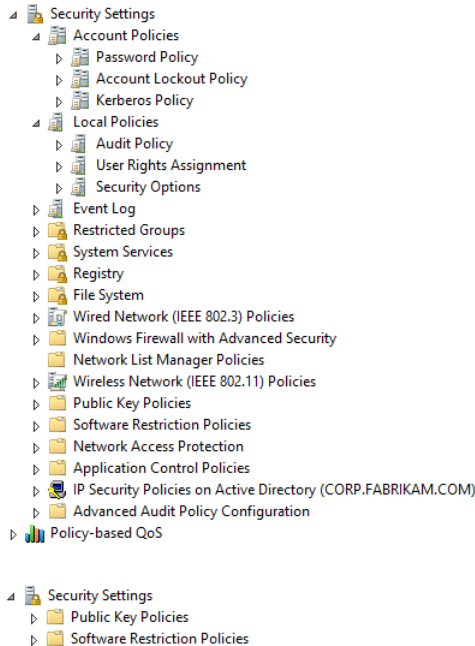 Security Settings
Account Policies
Password Policy
Account Lockout Policy
Kerberos Policy
Local Policies
Audit Policy
User Rights Assignment
Security Options
Event Log
Restricted Groups
System Services
Registry
File System
Wired Network (IEEE 802.3) Policies
Windows Firewall with Advanced Security
Network List Manager Policies
Wireless Network (IEEE 802.11) Policies
Public Key Policies
Software Restriction Policies
Network Access Protection
Application Control Policies
IP Security Policies on Active Directory (CORP.FABRIKAM.COM)
Advanced Audit Policy Configuration
Policy-based QoS
Security Settings
Public Key Policies
Software Restriction Policies